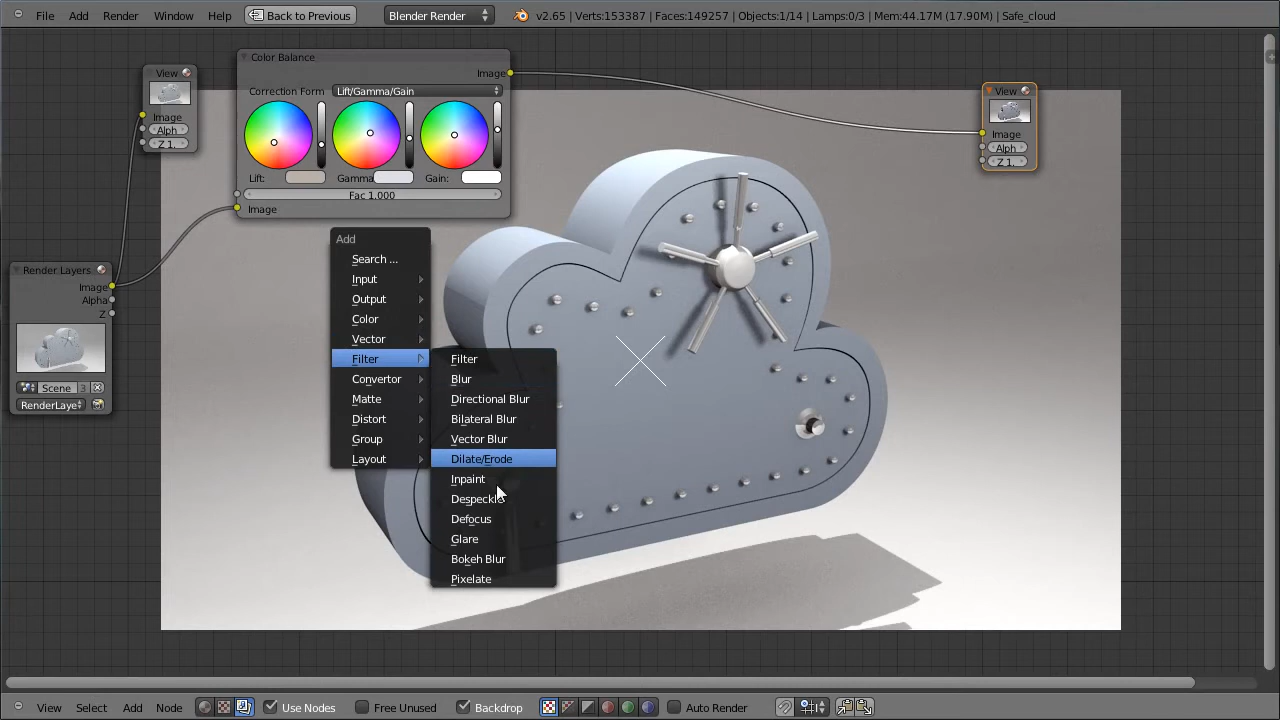 File Add Render Window Help Back to Previous Blender Render v2.65 | Verts:153387 | Faces:149257 | Objects:1/14 | Lamps:0/3 | Mem:44.17M (17.90M) | Safe_cloud
View
Image
Alph
Z 1.
Color Balance
Image
Correction Form Lift/Gamma/Gain
Lift: Gamma Gain:
Fac 1.000
Image
View
Image
Alph
Z 1.
Render Layers
Image
Alpha
Z
Scene 3
RenderLaye
Add
Search ...
Input
Output
Color
Vector
Filter
Convertor
Matte
Distort
Group
Layout
Filter
Blur
Directional Blur
Bilateral Blur
Vector Blur
Dilate/Erode
Inpaint
Despeckle
Defocus
Glare
Bokeh Blur
Pixelate
View Select Add Node Use Nodes Free Unused Backdrop Auto Render